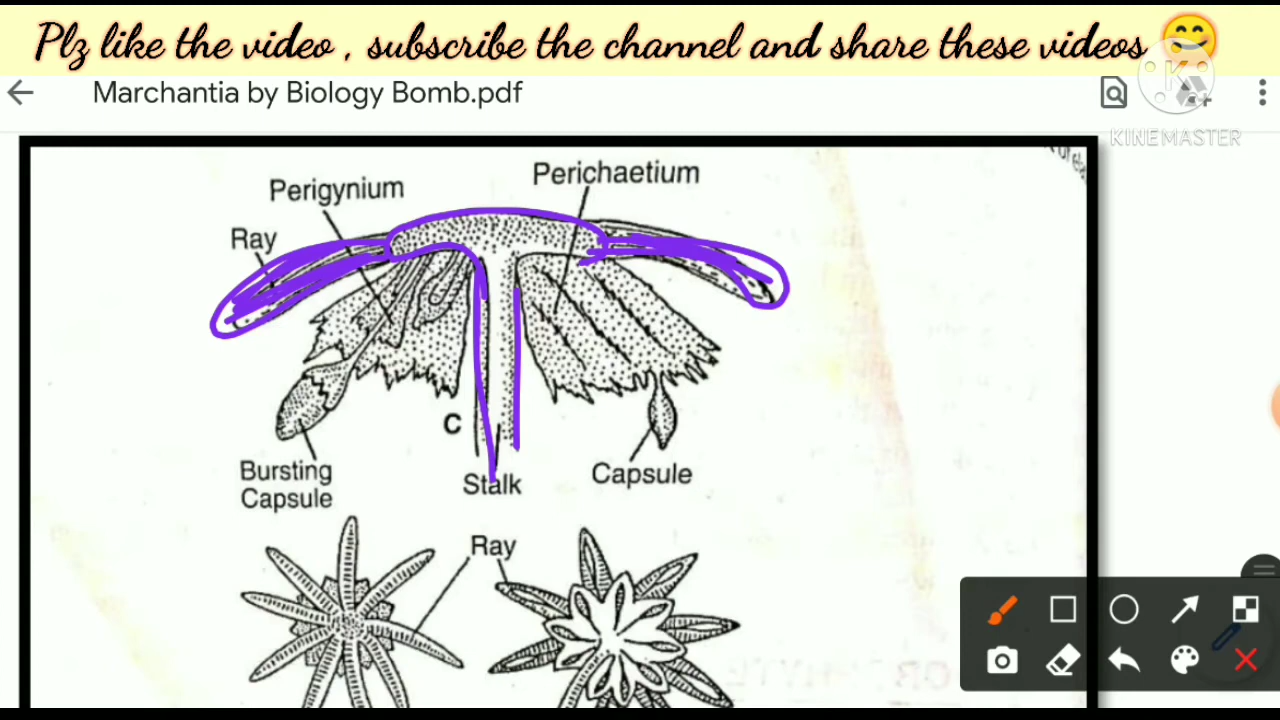 Plz like the video , subscribe the channel and share these videos
Marchantia by Biology Bomb.pdf
KINEMASTER
Perigynium
Perichaetium
Ray
C
Bursting
Capsule
Stalk
Capsule
Ray